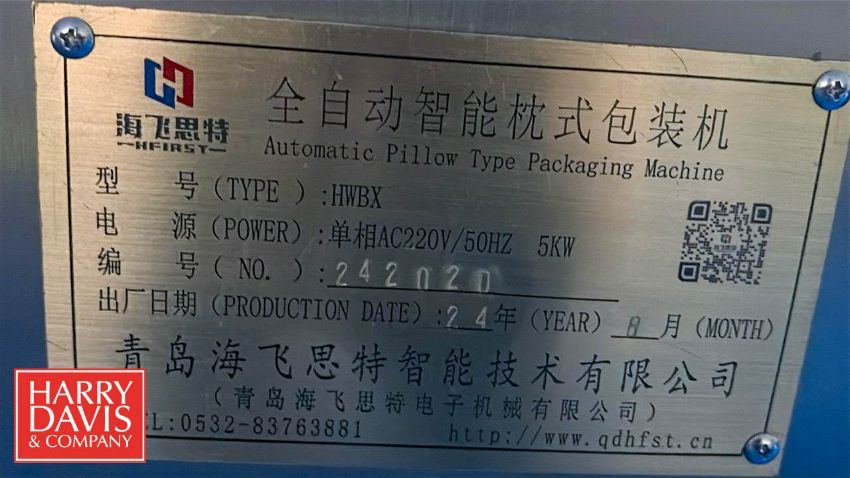 全自动智能枕式包装机
海飞思特
HFIRST
Automatic Pillow Type Packaging Machine
型 号(TYPE ):HWBX
电 源(POWER):单相AC220V/50HZ 5KW
编 号( NO. ):242020
出厂日期(PRODUCTION DATE):24年(YEAR) 8月(MONTH)
青岛海飞思特智能技术有限公司
(青岛海飞思特电子机械有限公司)
EL:0532-83763881 http://www.qdhfst.cn
HARRY
DAVIS
& COMPANY